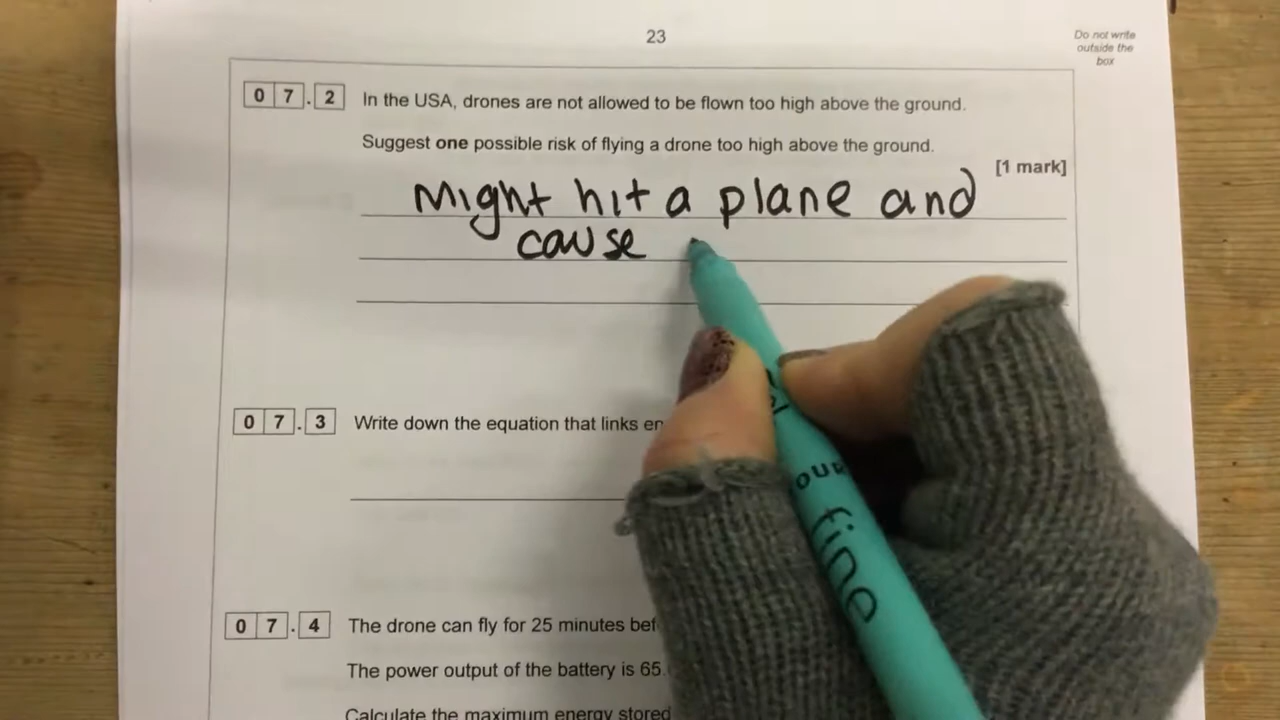 23
Do not write
outside the
box
0 7 . 2 In the USA, drones are not allowed to be flown too high above the ground.
Suggest one possible risk of flying a drone too high above the ground.
[1 mark]
Might hit a plane and
cause
0 7 . 3 Write down the equation that links
0 7 . 4 The drone can fly for 25 minutes
The power output of the battery is 65.
Calculate the maximum energy stored
fine